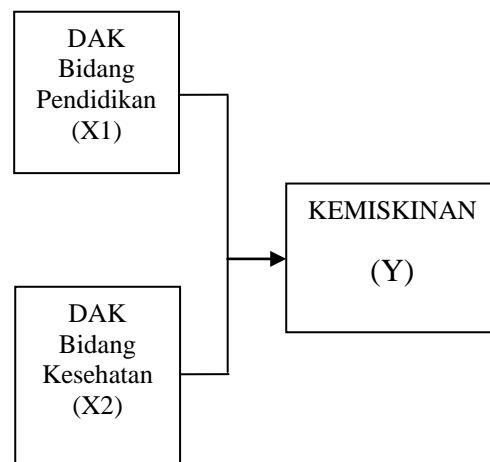 DAK
Bidang
Pendidikan
(X1)
KEMISKINAN
(Y)
DAK
Bidang
Kesehatan
(X2)